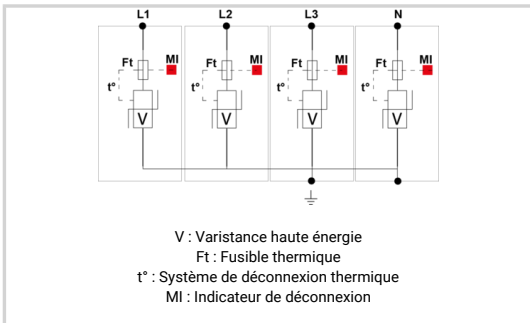 L1 L2 L3 N
Ft MI Ft MI Ft MI Ft MI
t° t° t° t°
V V V V
V : Varistance haute énergie
Ft : Fusible thermique
t° : Système de déconnexion thermique
MI : Indicateur de déconnexion